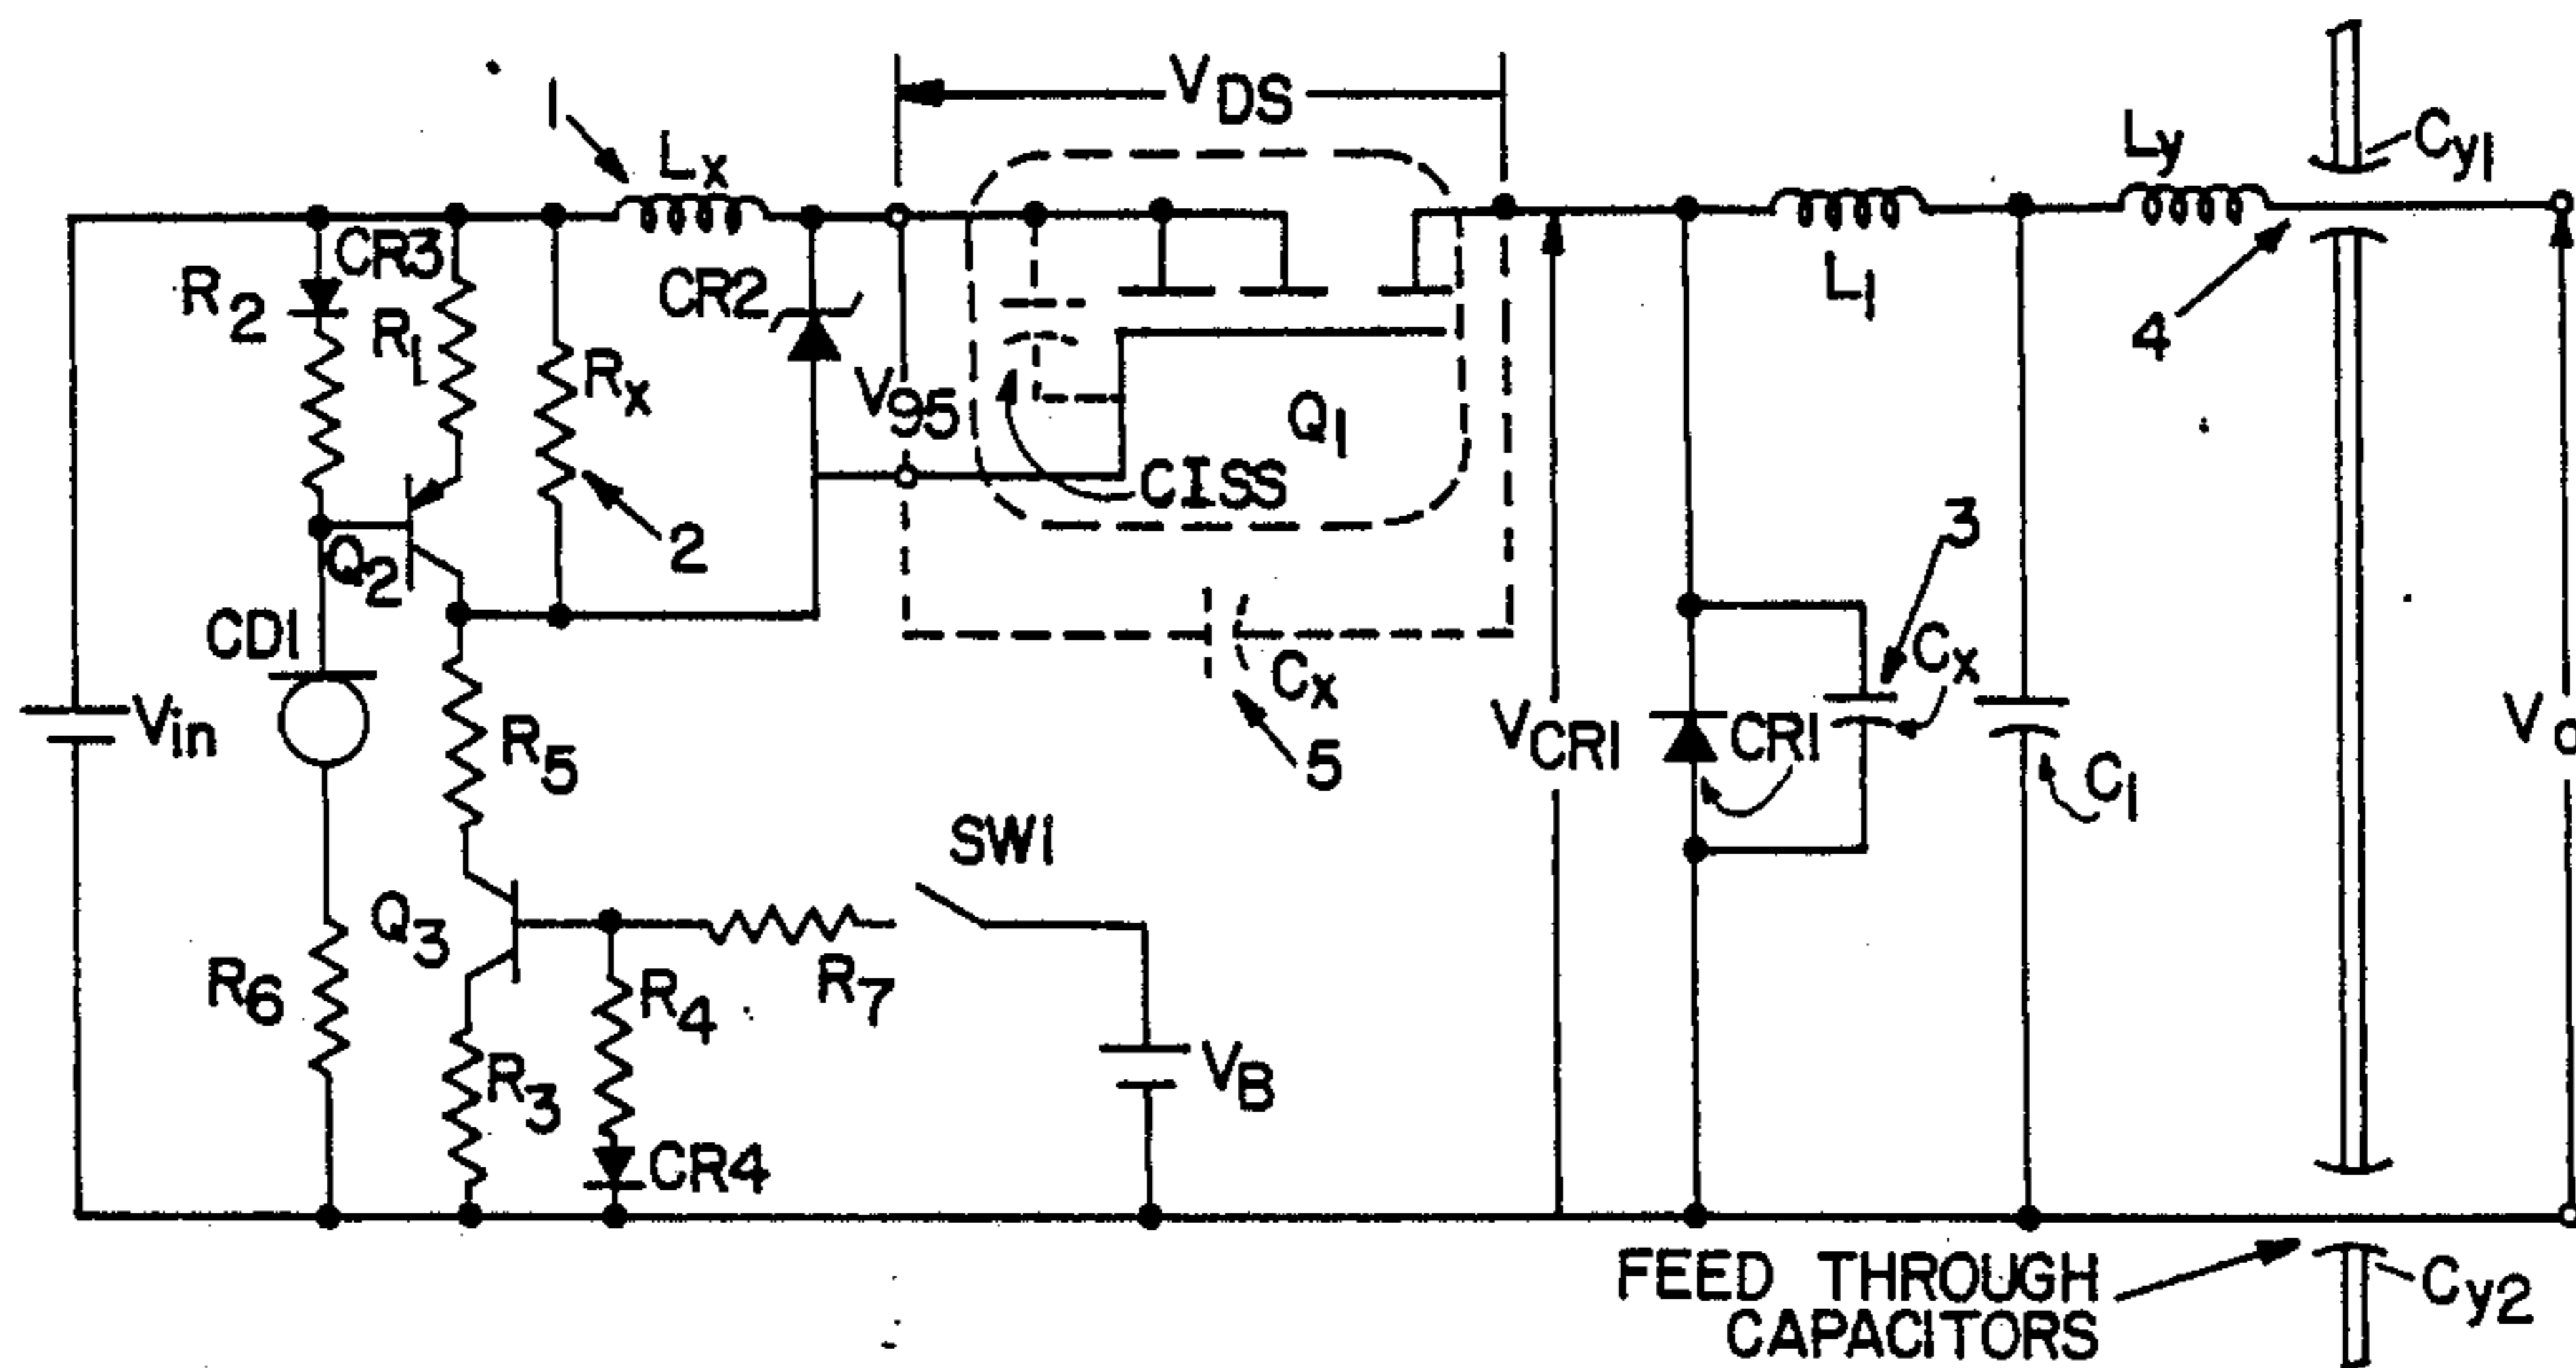 VDS
1
Lx
Ly
Cy1
CR3
R2
R1
Rx
CR2
V95
Q1
L1
4
CISS
Q2
2
3
CD1
Cx
Cx
Vin
R5
5
VCR1
CR1
C1
Vo
SW1
Q3
R6
R4
R7
R3
VB
CR4
FEED THROUGH
CAPACITORS
Cy2